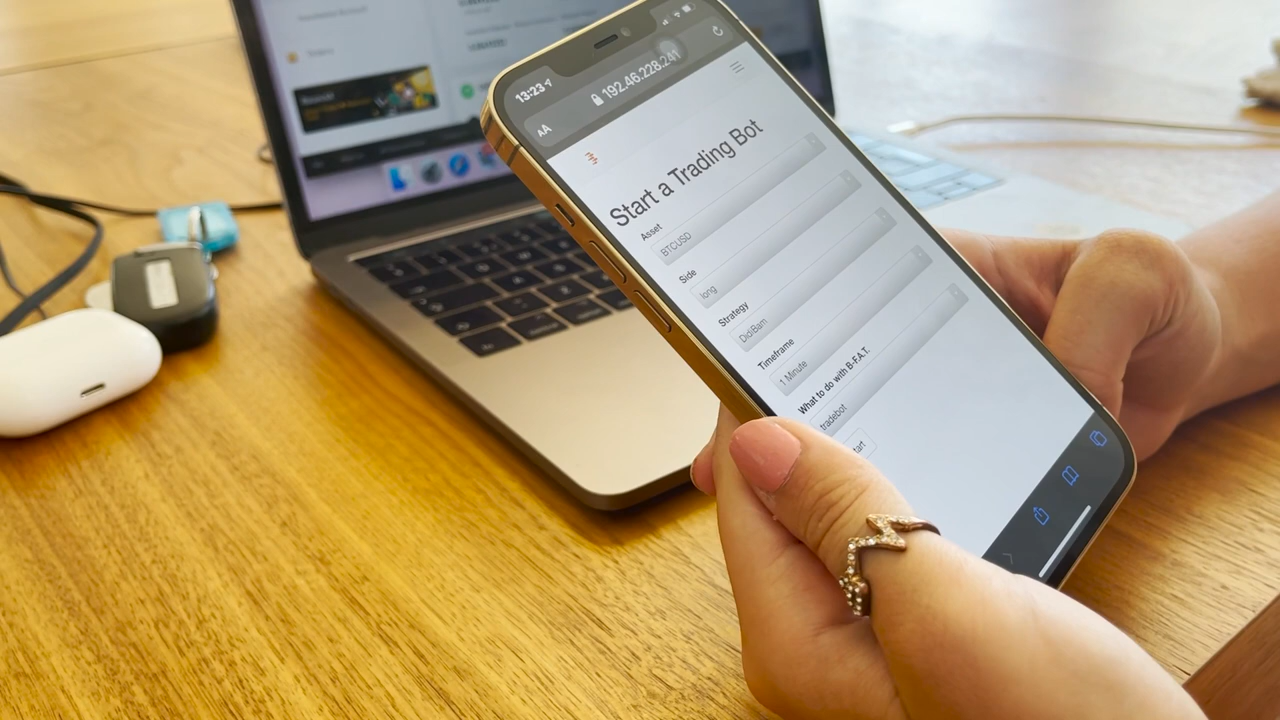 13:23
AA
192.46.228.241
Start a Trading Bot
Asset
BTCUSD
Side
long
Strategy
DidiBam
Timeframe
1 Minute
What to do with B-F.A.T.
tradebot
tart